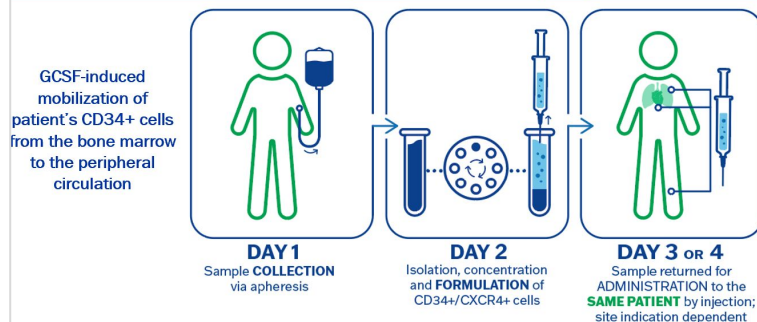 GCSF-induced
mobilization of
patient's CD34+ cells
from the bone marrow
to the peripheral
circulation
DAY 1
Sample COLLECTION
via apheresis
DAY 2
Isolation, concentration
and FORMULATION of
CD34+/CXCR4+ cells
DAY 3 OR 4
Sample returned for
ADMINISTRATION to the
SAME PATIENT by injection;
site indication dependent